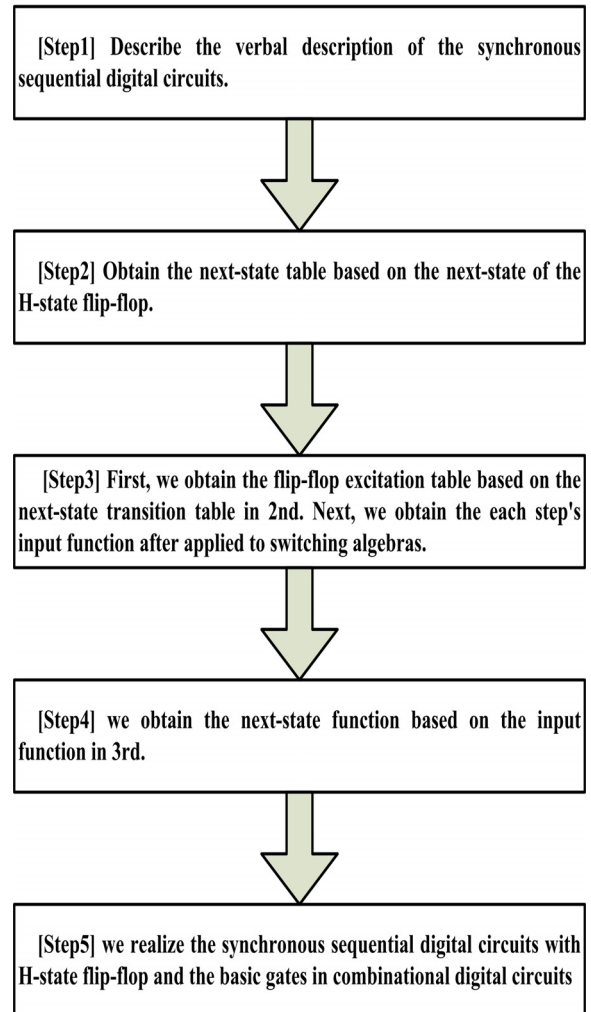 [Step1] Describe the verbal description of the synchronous
sequential digital circuits.
[Step2] Obtain the next-state table based on the next-state of the
H-state flip-flop.
[Step3] First, we obtain the flip-flop excitation table based on the
next-state transition table in 2nd. Next, we obtain the each step's
input function after applied to switching algebras.
[Step4] we obtain the next-state function based on the input
function in 3rd.
[Step5] we realize the synchronous sequential digital circuits with
H-state flip-flop and the basic gates in combinational digital circuits